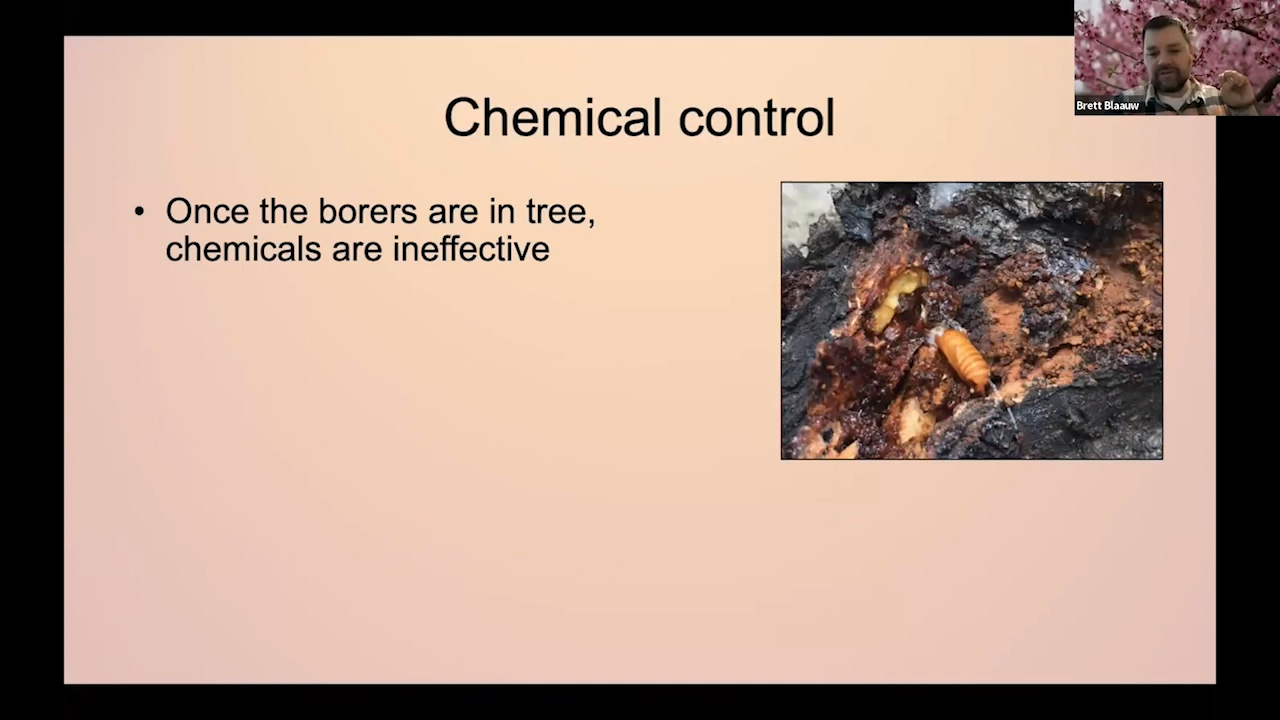 Chemical control
• Once the borers are in tree,
chemicals are ineffective
Brett Blaauw